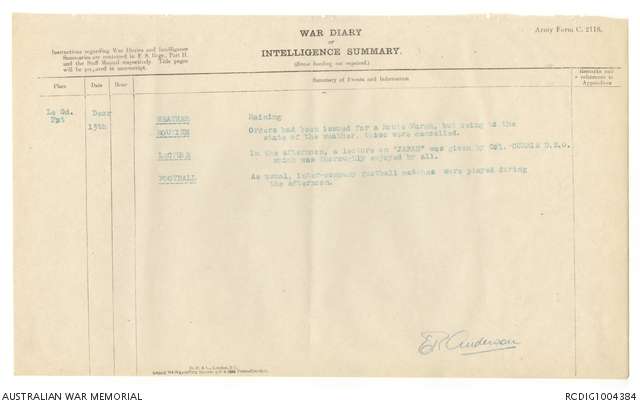 WAR DIARY
or
INTELLIGENCE SUMMARY.
(Erase heading not required.)
Army Form C. 2118.
Instructions regarding War Diaries and Intelligence
Summaries are contained in F. S. Regs., Part II.
and the Staff Manual respectively. Title pages
will be prepared in manuscript.
Place
Date
Hour
Summary of Events and Information
Remarks and
references to
Appendices
Le Gd.
Fpt
Decr
15th
WEATHER Raining
ROUTINE Orders had been issued for a Route March, but owing to the
state of the weather, these were cancelled.
LECTURE In the afternoon, a lecture on "JAPAN" was given by Col. CURRIE D.S.O.
which was thoroughly enjoyed by all.
FOOTBALL As usual, inter-company football matches were played during
the afternoon.
Anderson
AUSTRALIAN WAR MEMORIAL
RCDIG1004384